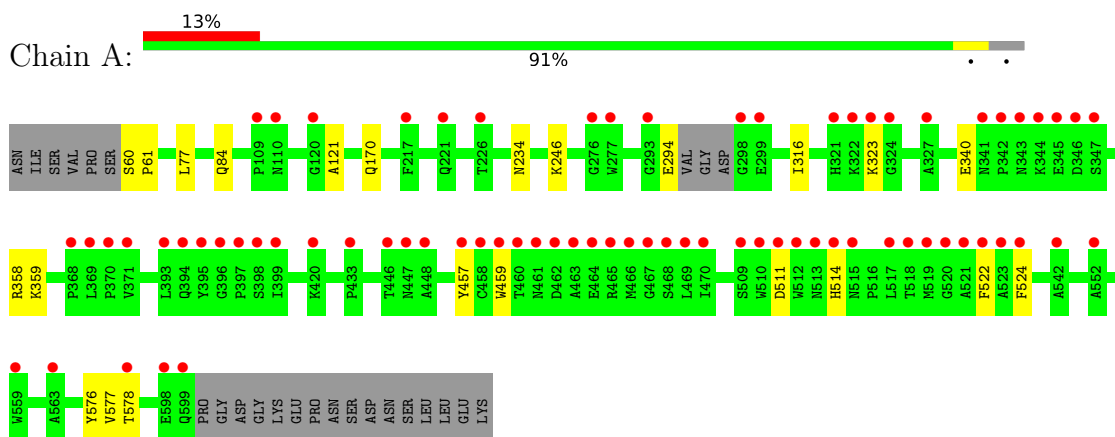 13%
Chain A:
91%
• •
ASN ILE SER VAL PRO SER S60 P61 L77 Q84 P109 N110 G120 A121 Q170 F217 Q221 T226 N234 K246 G276 W277 G293 E294 VAL GLY ASP G298 E299 I316 H321 K322 K323 G324 A327 E340 N341 P342 N343 K344 E345 D346 S347
R358 K359 P368 L369 P370 V371 L393 Q394 Y395 G396 P397 S398 I399 K420 P433 T446 N447 A448 Y457 C458 W459 T460 N461 D462 A463 E464 R465 M466 G467 S468 L469 I470 S509 W510 D511 W512 N513 H514 N515 P516 L517 T518 M519 G520 A521 F522 A523 F524 A542 A552
W559 A563 Y576 V577 T578 E598 Q599 PRO GLY ASP GLY LYS GLU PRO ASN SER ASP ASN SER LEU LEU GLU LYS